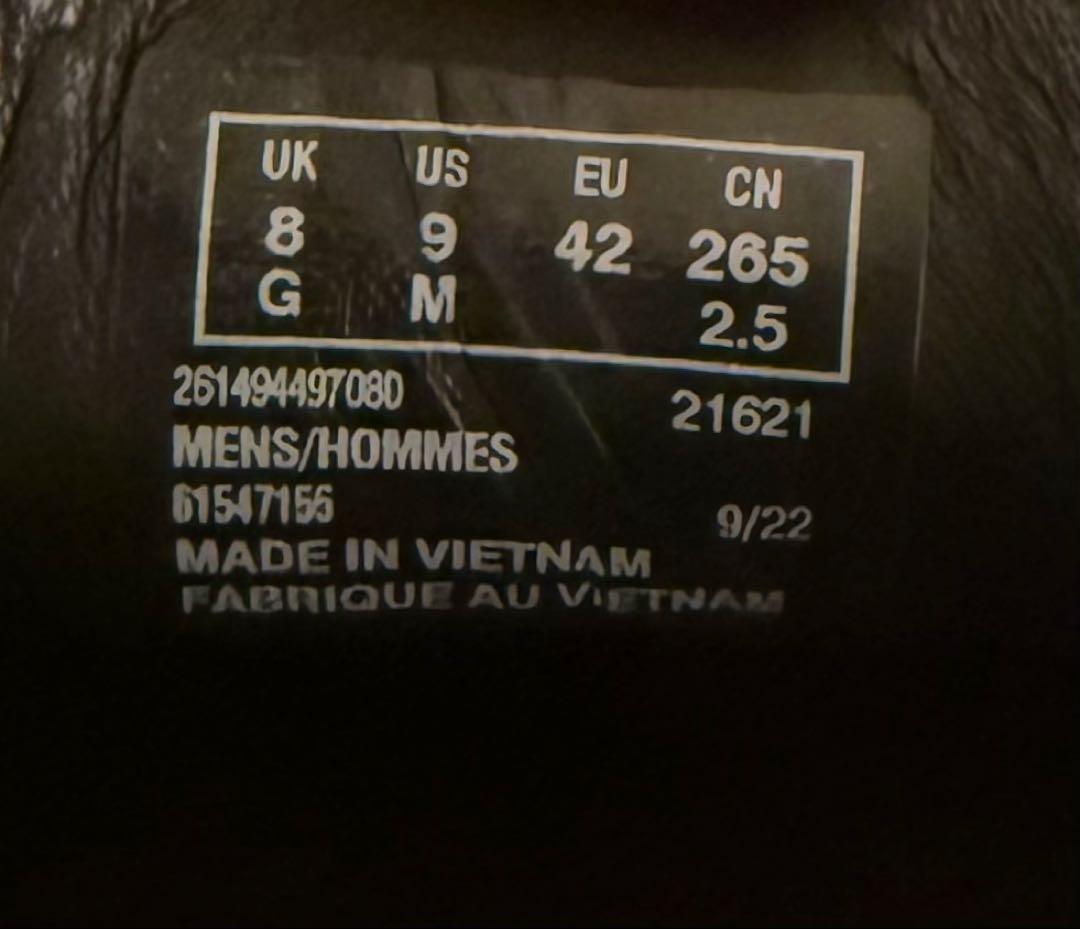 UK US EU CN
8 9 42 265
G M 2.5
261494497080 21621
MENS/HOMMES
61547156 9/22
MADE IN VIETNAM
FABRIQUE AU VIETNAM